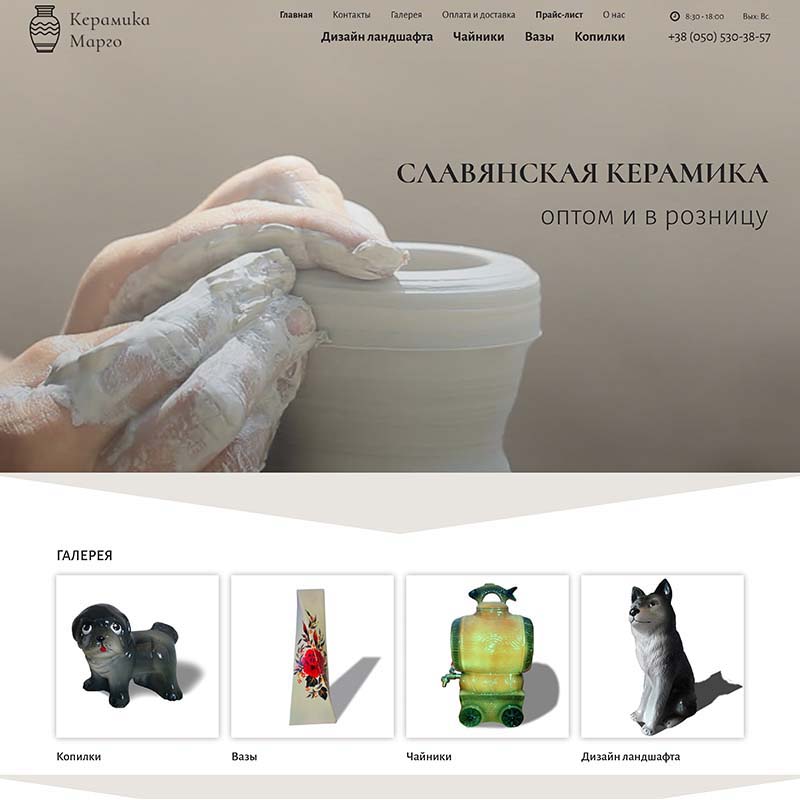 Керамика
Марго
Главная Контакты Галерея Оплата и доставка Прайс-лист О нас
8:30 - 18:00 Вых: Вс.
Дизайн ландшафта Чайники Вазы Копилки
+38 (050) 530-38-57
СЛАВЯНСКАЯ КЕРАМИКА
оптом и в розницу
ГАЛЕРЕЯ
Копилки Вазы Чайники Дизайн ландшафта